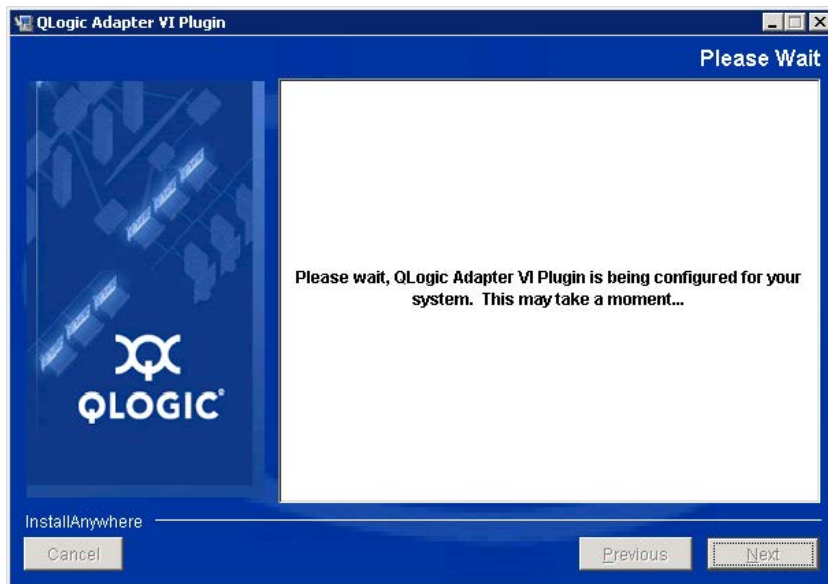 QLogic Adapter VI Plugin
Please Wait
Please wait, QLogic Adapter VI Plugin is being configured for your
system.  This may take a moment...
QLOGIC®
InstallAnywhere
Cancel
Previous
Next